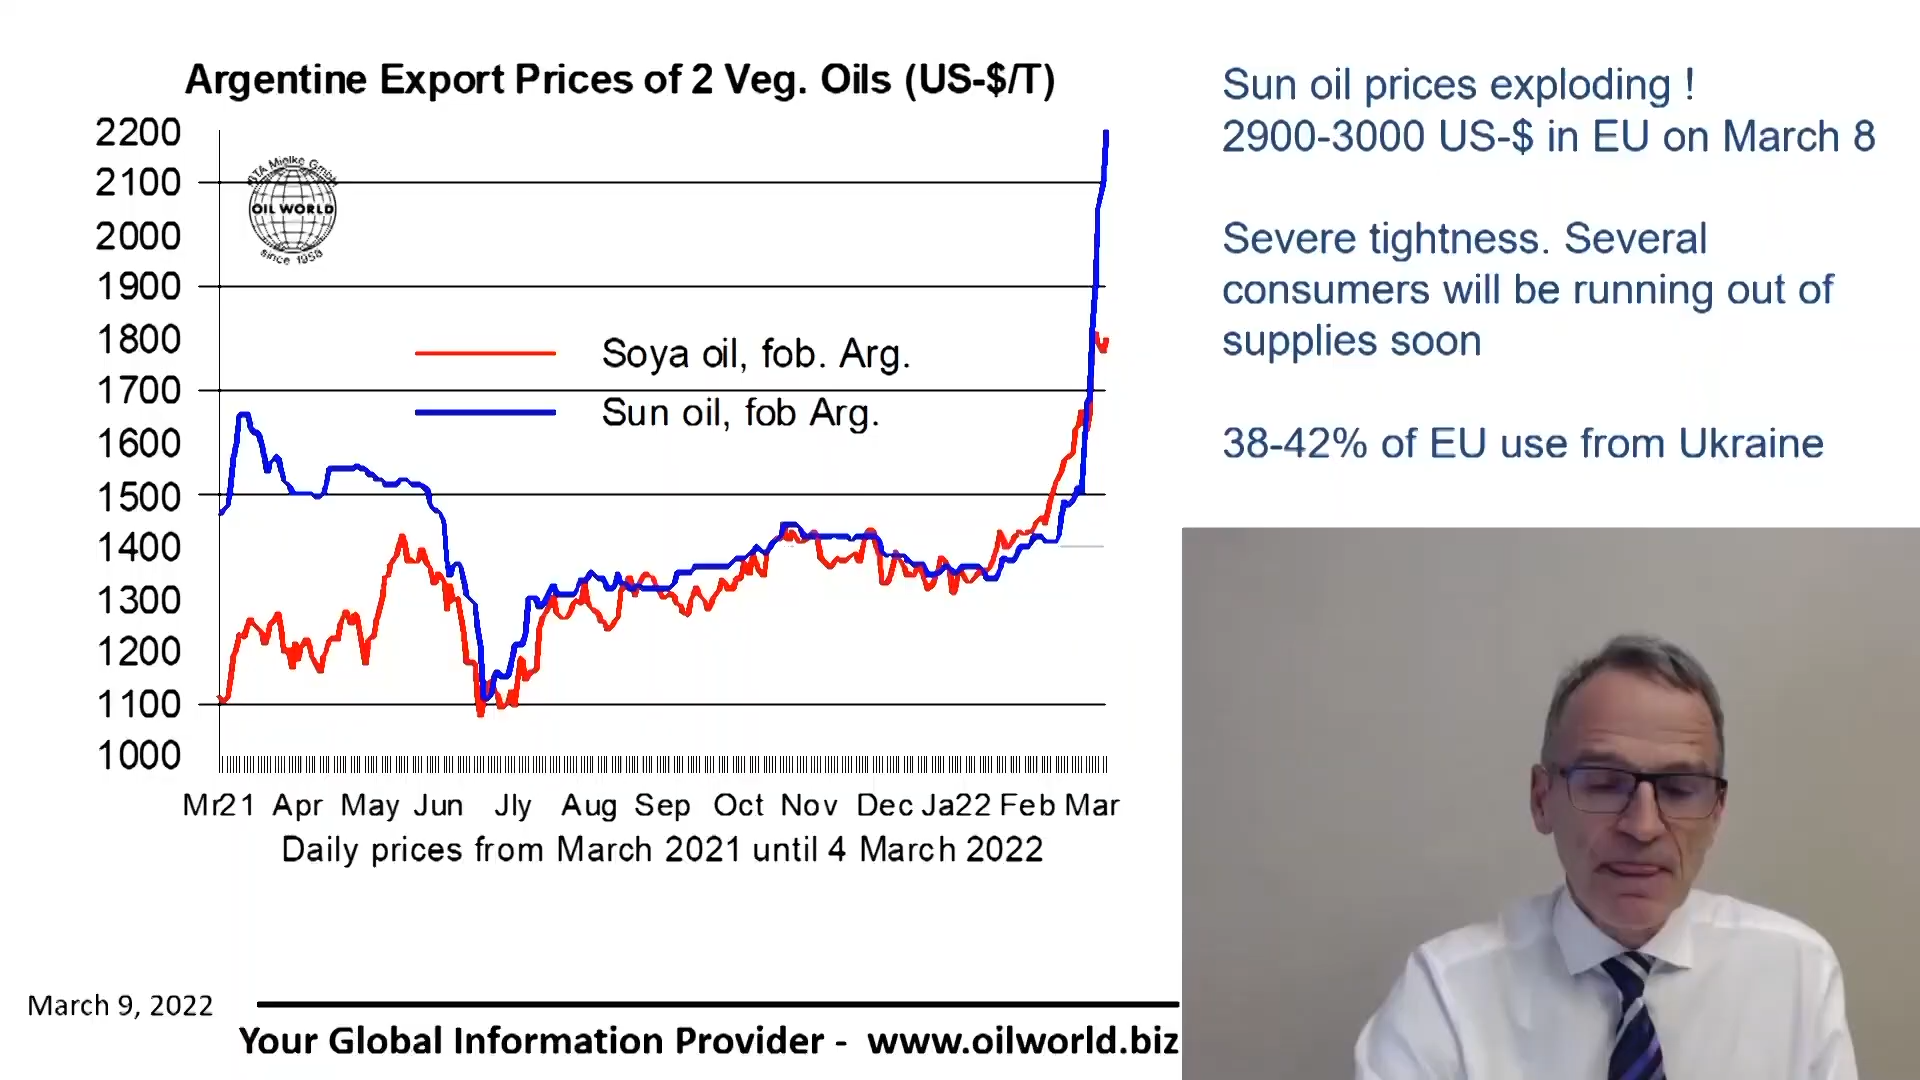 Argentine Export Prices of 2 Veg. Oils (US-$/T)
2200
2100
2000
1900
1800
1700
1600
1500
1400
1300
1200
1100
1000
ISTA Mielke GmbH
OIL WORLD
since 1958
Soya oil, fob. Arg.
Sun oil, fob Arg.
Mr21 Apr May Jun Jly Aug Sep Oct Nov Dec Ja22 Feb Mar
Daily prices from March 2021 until 4 March 2022
Sun oil prices exploding !
2900-3000 US-$ in EU on March 8
Severe tightness. Several
consumers will be running out of
supplies soon
38-42% of EU use from Ukraine
March 9, 2022
Your Global Information Provider - www.oilworld.biz